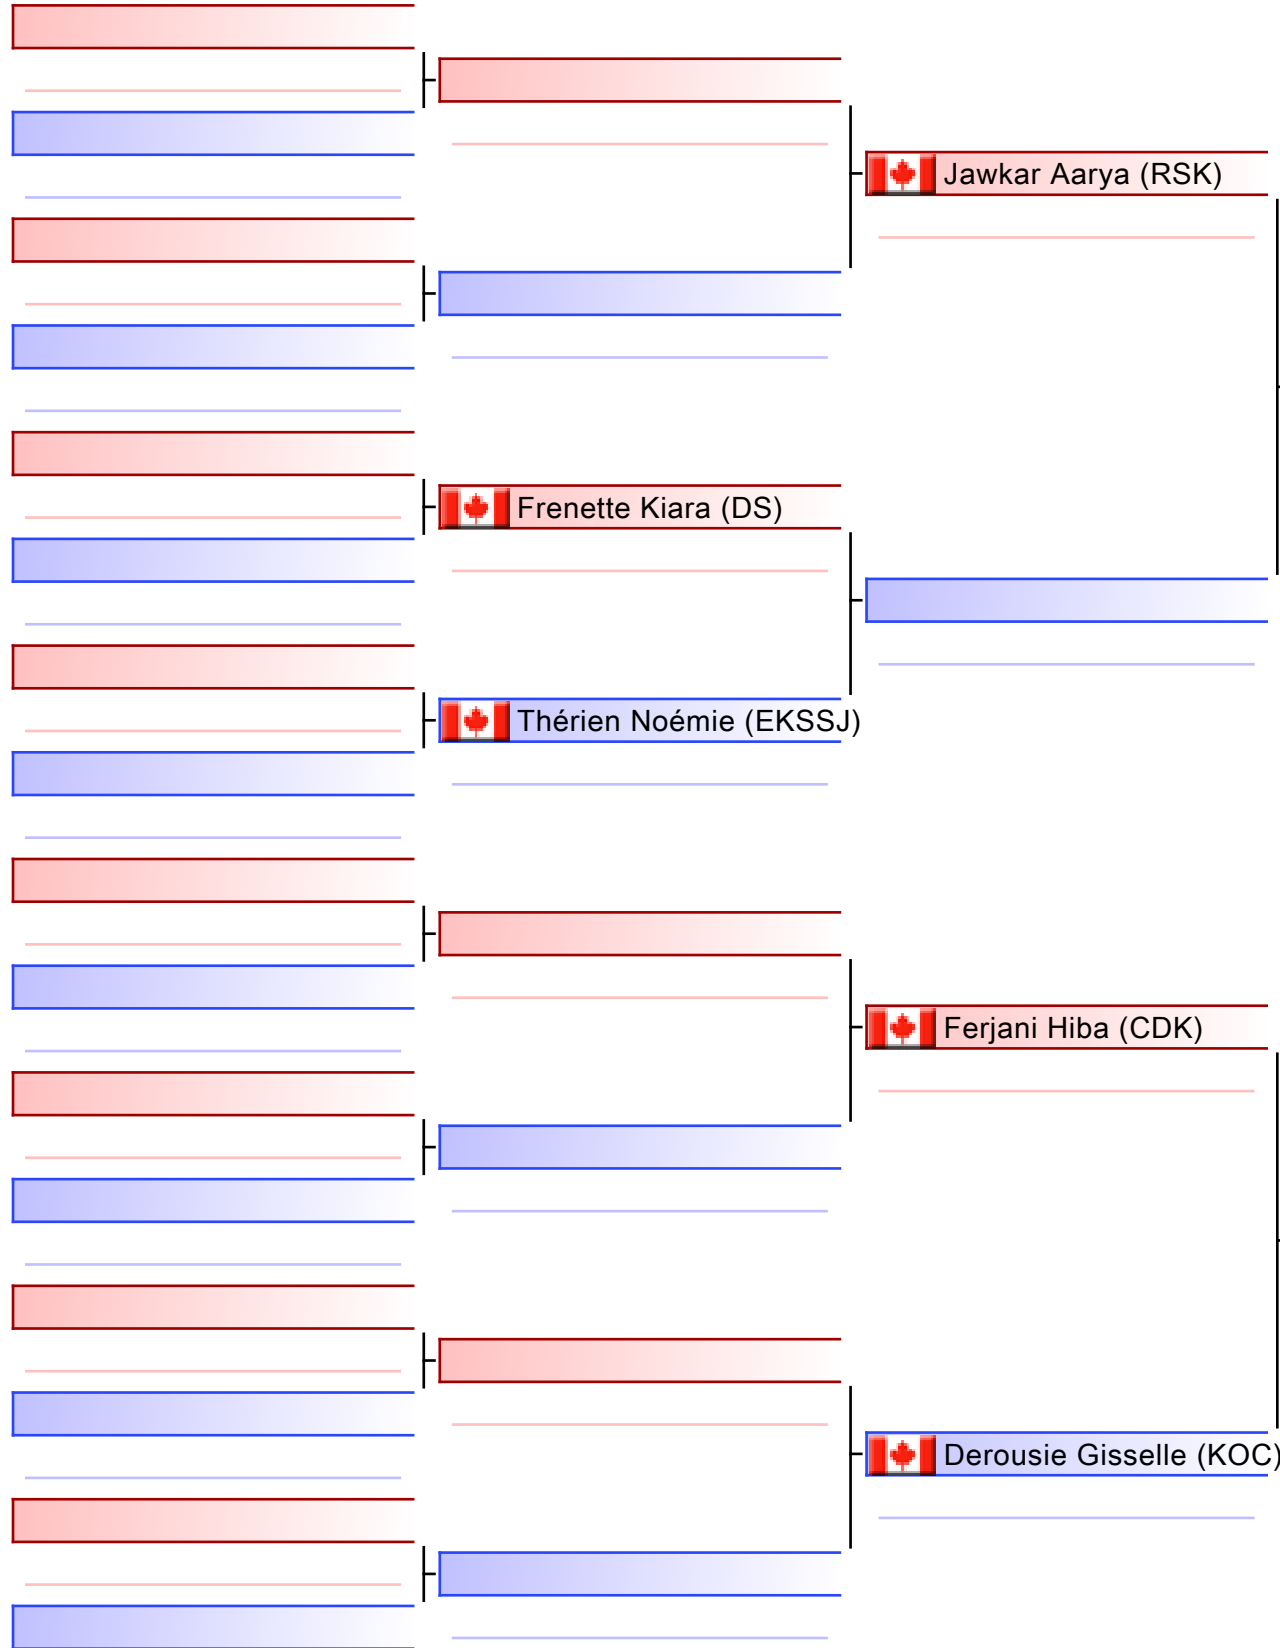 Jawkar Aarya (RSK)
Frenette Kiara (DS)
Thérien Noémie (EKSSJ)
Ferjani Hiba (CDK)
Derousie Gisselle (KOC)